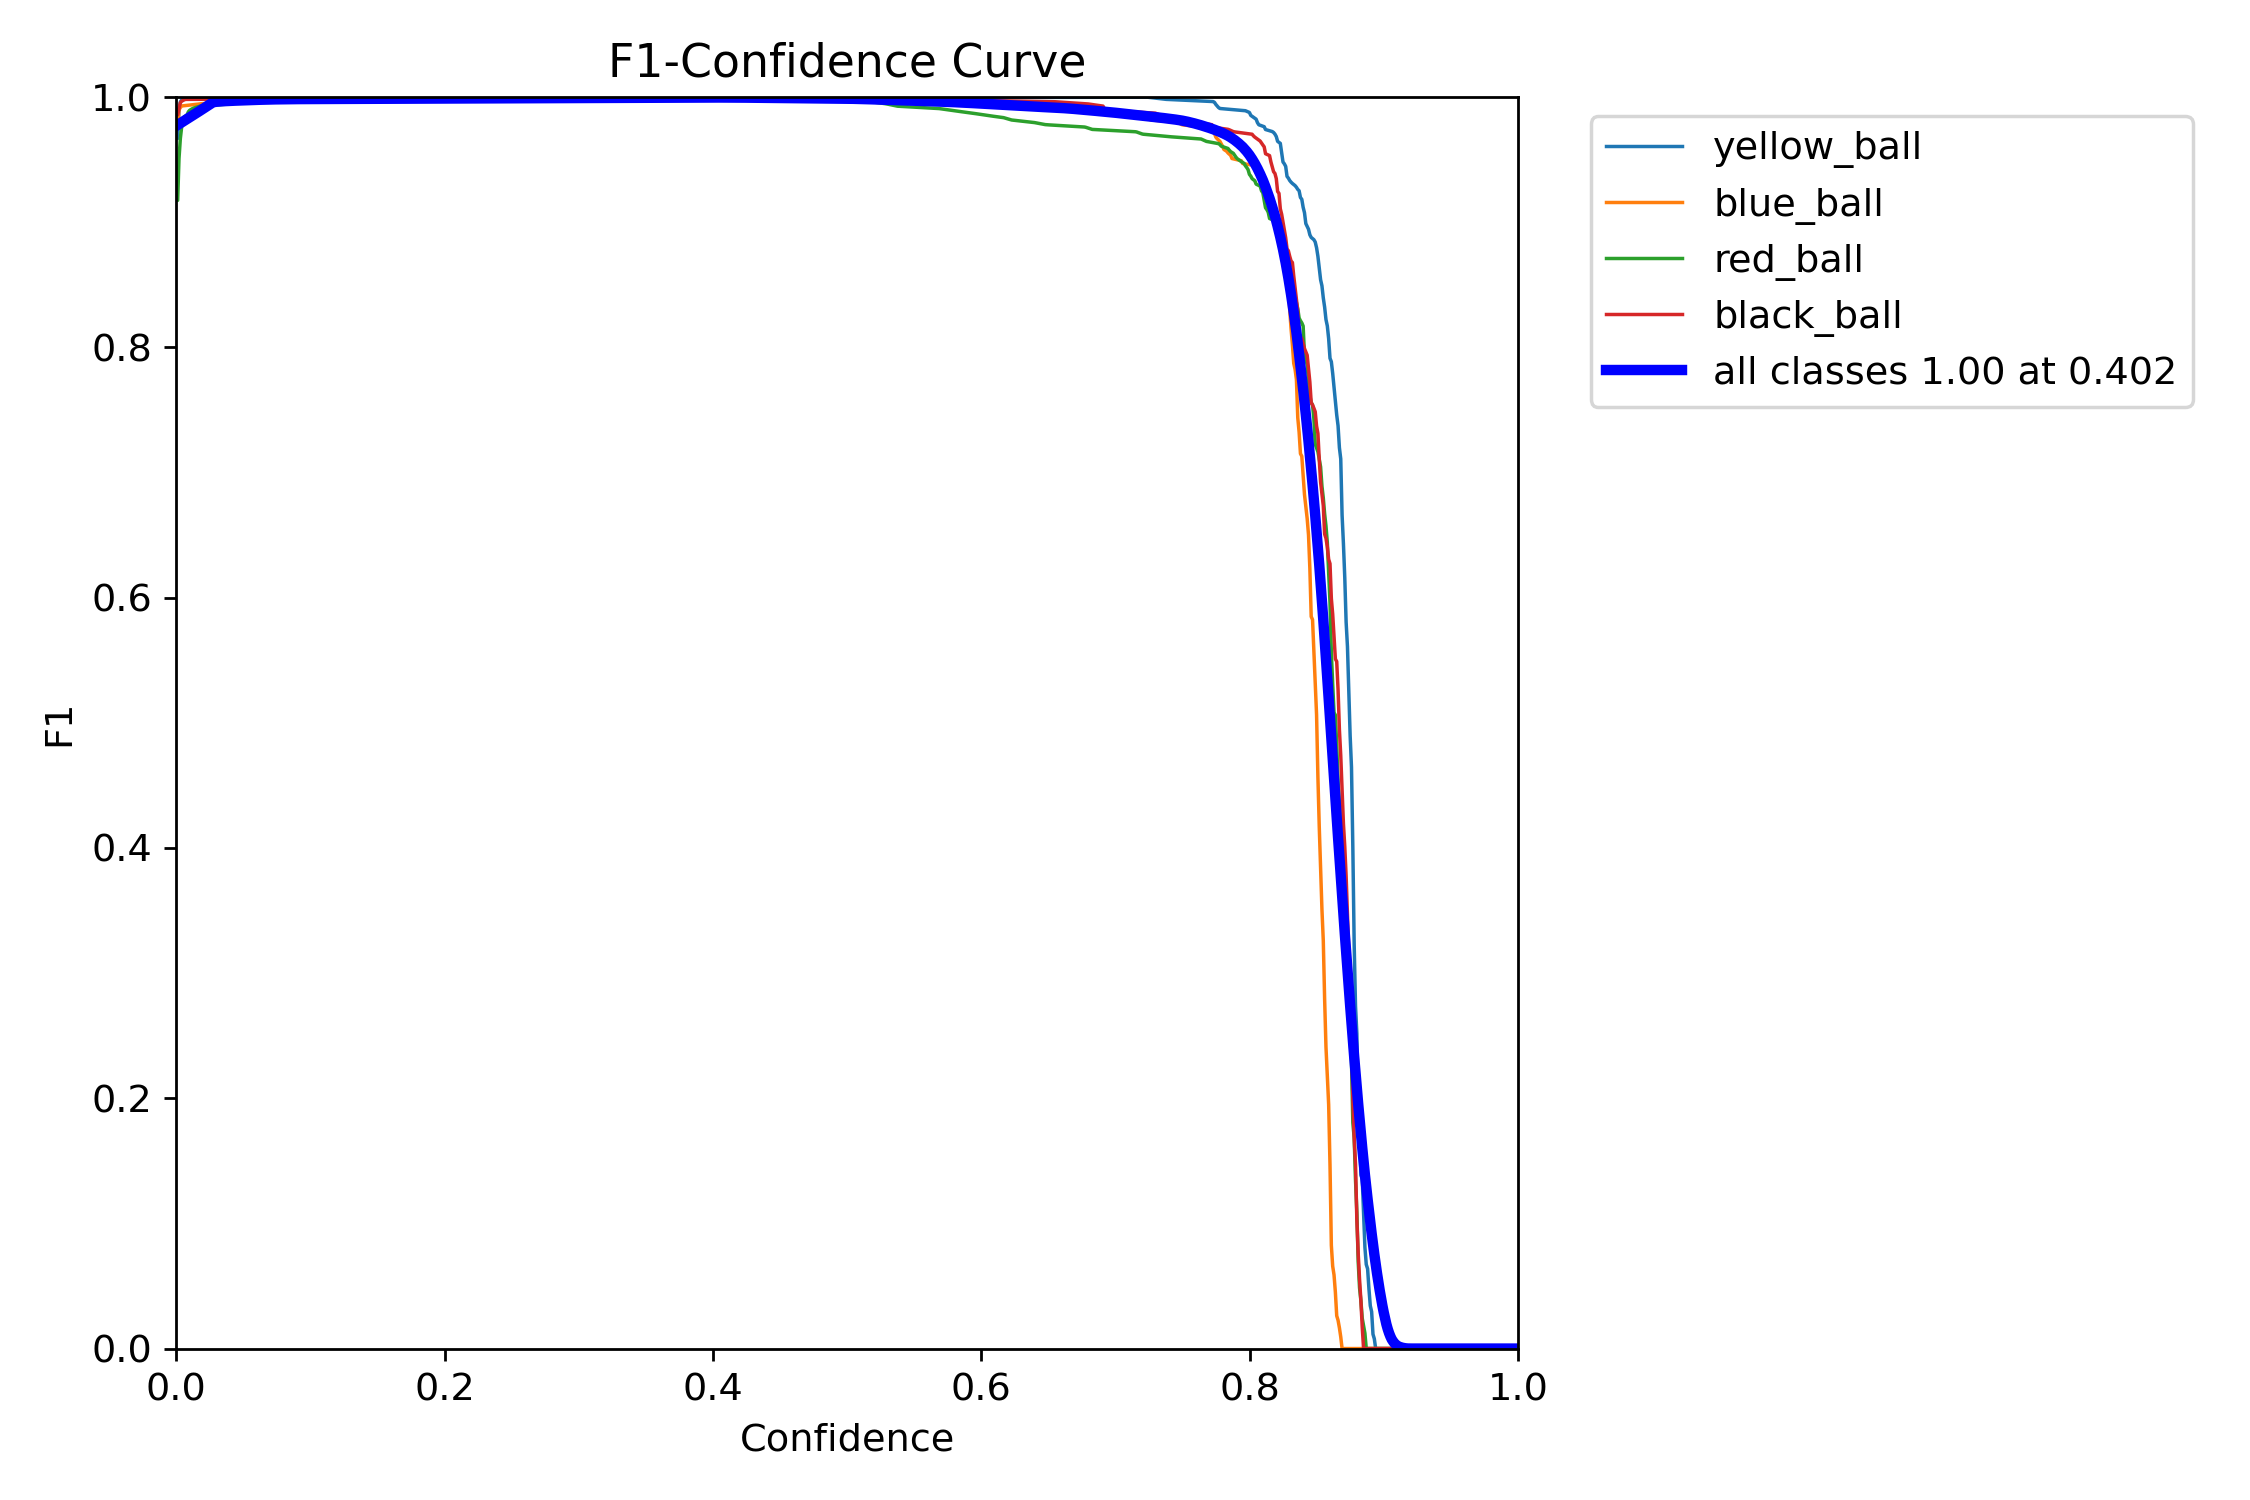 F1-Confidence Curve
1.0
0.8
0.6
0.4
0.2
0.0
F1
0.0 0.2 0.4 0.6 0.8 1.0
Confidence
yellow_ball
blue_ball
red_ball
black_ball
all classes 1.00 at 0.402